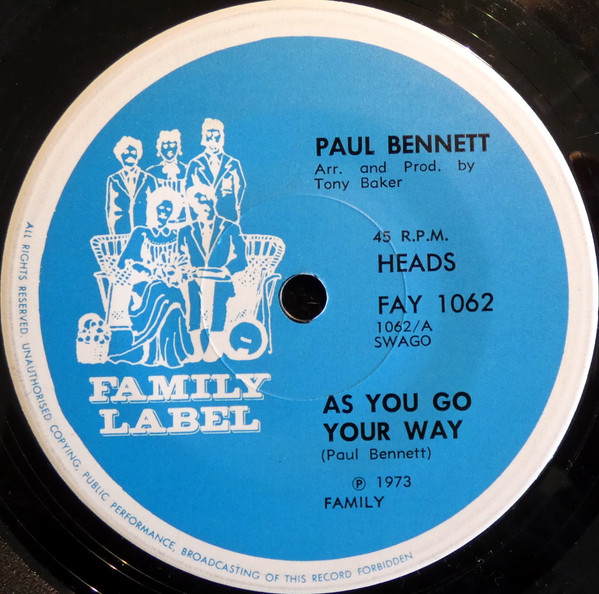 PAUL BENNETT
Arr. and Prod. by
Tony Baker
45 R.P.M.
HEADS
FAY 1062
1062/A
SWAGO
FAMILY
LABEL
AS YOU GO
YOUR WAY
(Paul Bennett)
℗ 1973
FAMILY
ALL RIGHTS RESERVED. UNAUTHORISED COPYING, PUBLIC PERFORMANCE, BROADCASTING OF THIS RECORD FORBIDDEN